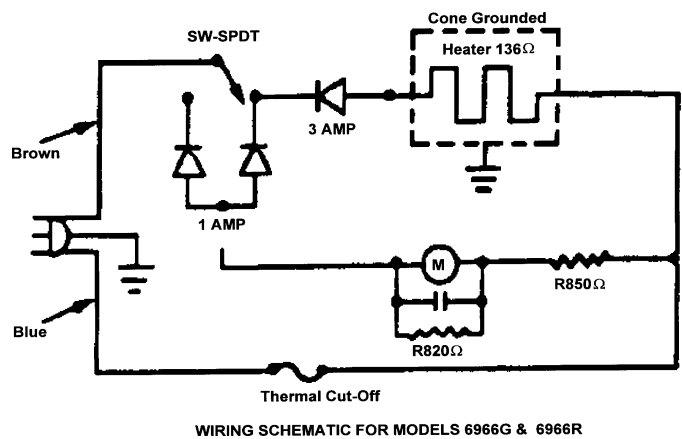 Cone Grounded
SW-SPDT
Heater 136Ω
3 AMP
Brown
1 AMP
M
R850Ω
Blue
R820Ω
Thermal Cut-Off
WIRING SCHEMATIC FOR MODELS 6966G & 6966R